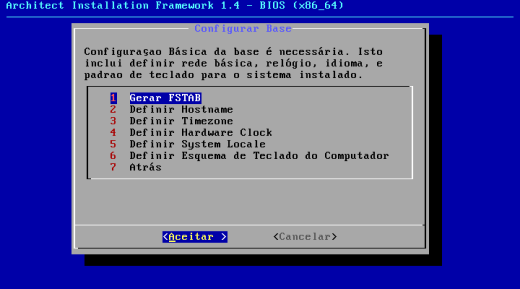 Architect Installation Framework 1.4 - BIOS (x86_64)
Configurar Base
Configuraçao Básica da base é necessária. Isto
inclui definir rede básica, relógio, idioma, e
padrao de teclado para o sistema instalado.
1 Gerar FSTAB
2 Definir Hostname
3 Definir Timezone
4 Definir Hardware Clock
5 Definir System Locale
6 Definir Esquema de Teclado do Computador
7 Atrás
<Aceitar > <Cancelar>